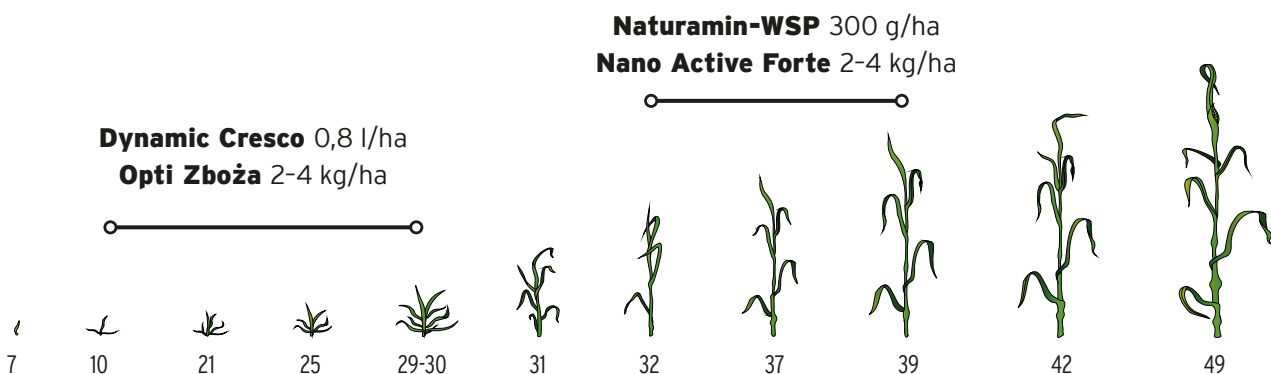 Naturamin-WSP 300 g/ha
Nano Active Forte 2-4 kg/ha
Dynamic Cresco 0,8 l/ha
Opti Zboża 2-4 kg/ha
7 10 21 25 29-30 31 32 37 39 42 49